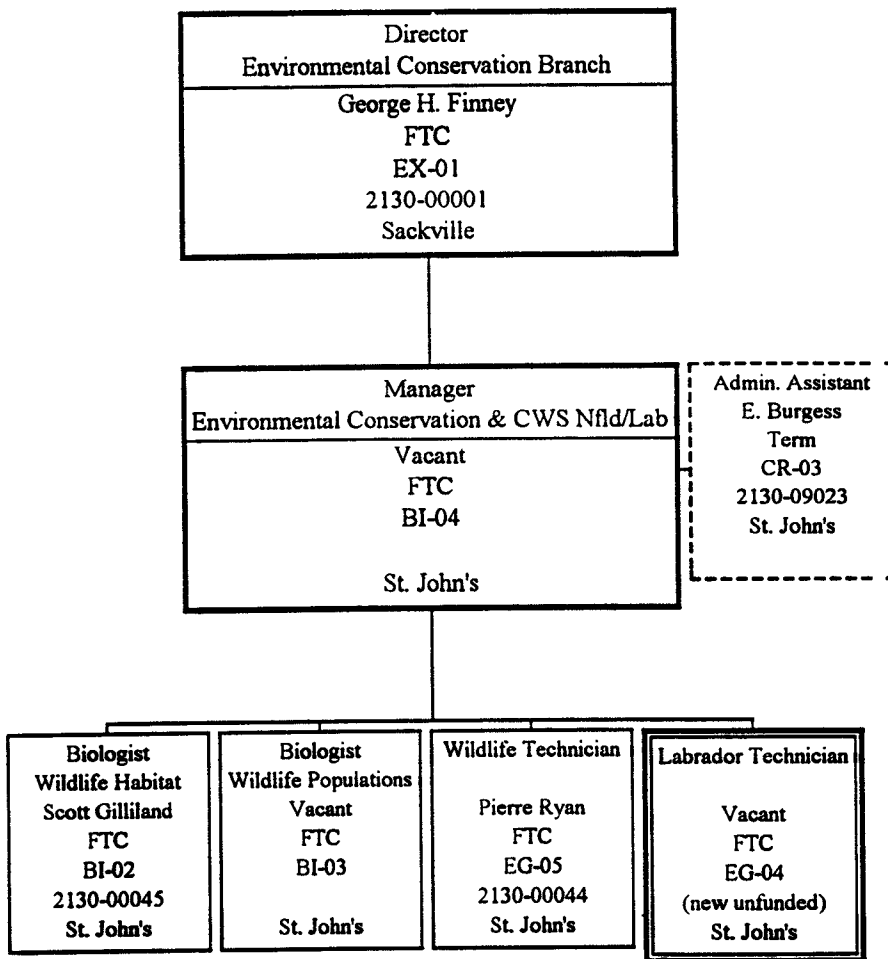 Director
Environmental Conservation Branch
George H. Finney
FTC
EX-01
2130-00001
Sackville
Manager
Environmental Conservation & CWS Nfld/Lab
Vacant
FTC
BI-04
St. John's
Admin. Assistant
E. Burgess
Term
CR-03
2130-09023
St. John's
Biologist
Wildlife Habitat
Scott Gilliland
FTC
BI-02
2130-00045
St. John's
Biologist
Wildlife Populations
Vacant
FTC
BI-03
St. John's
Wildlife Technician
Pierre Ryan
FTC
EG-05
2130-00044
St. John's
Labrador Technician
Vacant
FTC
EG-04
(new unfunded)
St. John's